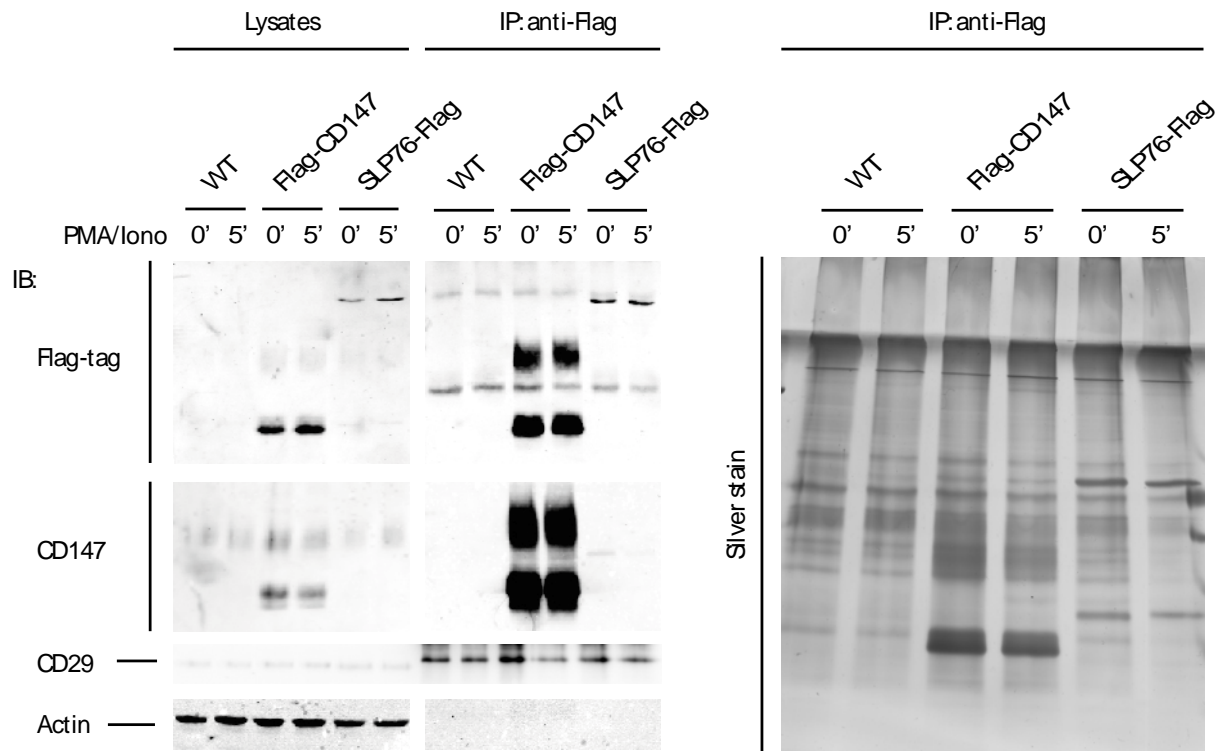 Lysates IP: anti-Flag IP: anti-Flag
WT Flag-CD147 SLP76-Flag WT Flag-CD147 SLP76-Flag WT Flag-CD147 SLP76-Flag
PMA/Iono 0' 5' 0' 5' 0' 5' 0' 5' 0' 5' 0' 5' 0' 5' 0' 5' 0' 5'
IB:
Flag-tag
CD147
CD29
Actin
Silver stain